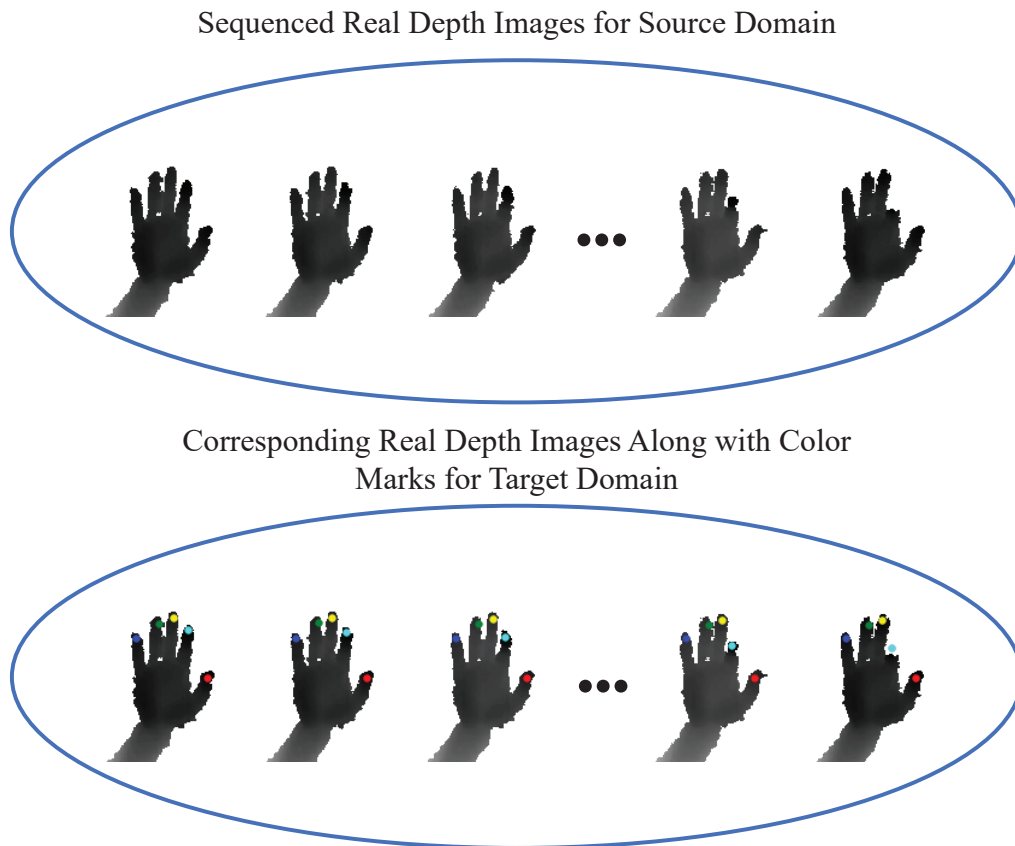 Sequenced Real Depth Images for Source Domain
Corresponding Real Depth Images Along with Color
Marks for Target Domain